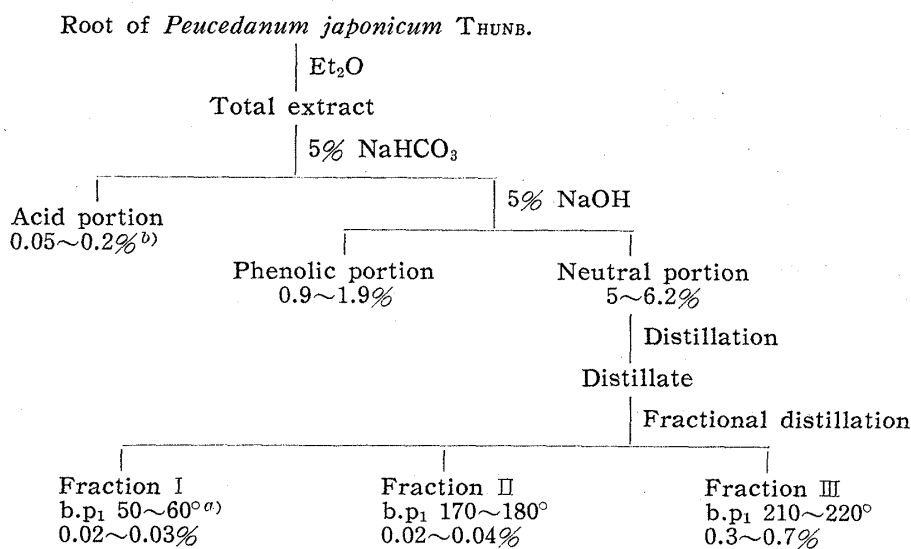 Root of Peucedanum japonicum THUNB.
Et₂O
Total extract
5% NaHCO₃
5% NaOH
Acid portion
0.05~0.2% b)
Phenolic portion
0.9~1.9%
Neutral portion
5~6.2%
Distillation
Distillate
Fractional distillation
Fraction I
b.p₁ 50~60° a)
0.02~0.03%
Fraction II
b.p₁ 170~180°
0.02~0.04%
Fraction III
b.p₁ 210~220°
0.3~0.7%